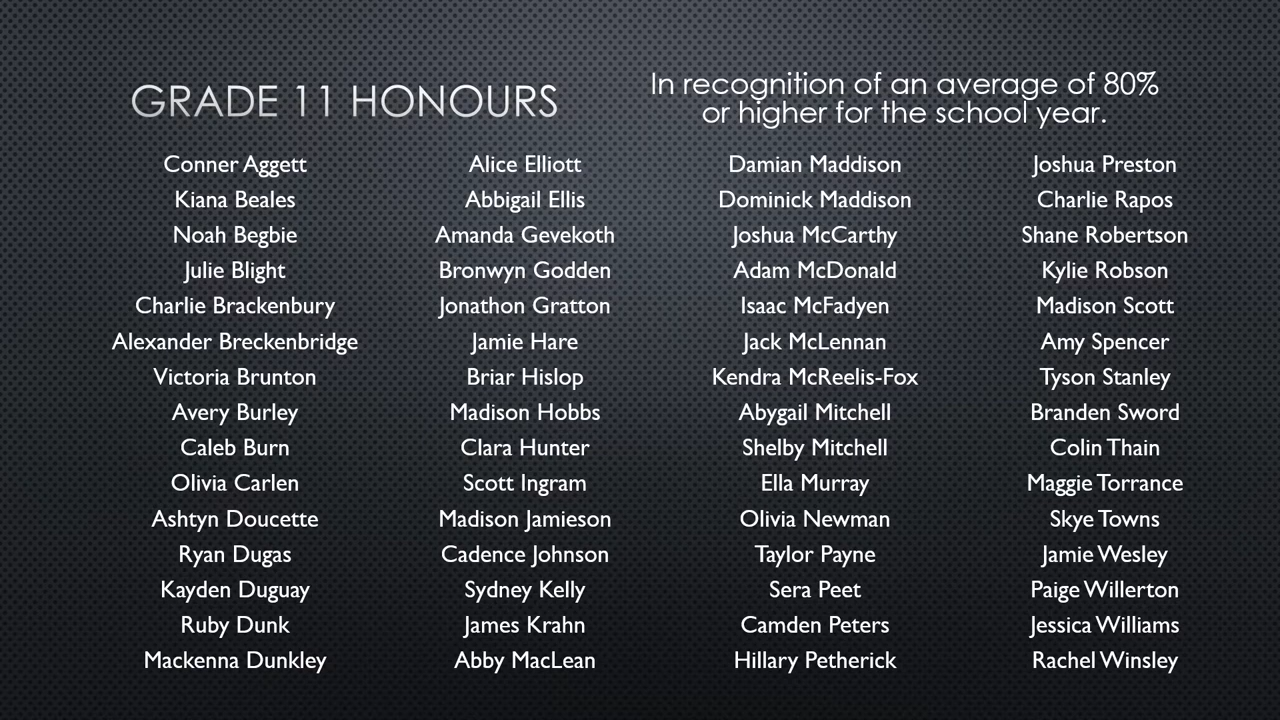 GRADE 11 HONOURS
In recognition of an average of 80%
or higher for the school year.
Conner Aggett
Kiana Beales
Noah Begbie
Julie Blight
Charlie Brackenbury
Alexander Breckenbridge
Victoria Brunton
Avery Burley
Caleb Burn
Olivia Carlen
Ashtyn Doucette
Ryan Dugas
Kayden Duguay
Ruby Dunk
Mackenna Dunkley
Alice Elliott
Abbigail Ellis
Amanda Gevekoth
Bronwyn Godden
Jonathon Gratton
Jamie Hare
Briar Hislop
Madison Hobbs
Clara Hunter
Scott Ingram
Madison Jamieson
Cadence Johnson
Sydney Kelly
James Krahn
Abby MacLean
Damian Maddison
Dominick Maddison
Joshua McCarthy
Adam McDonald
Isaac McFadyen
Jack McLennan
Kendra McReelis-Fox
Abygail Mitchell
Shelby Mitchell
Ella Murray
Olivia Newman
Taylor Payne
Sera Peet
Camden Peters
Hillary Petherick
Joshua Preston
Charlie Rapos
Shane Robertson
Kylie Robson
Madison Scott
Amy Spencer
Tyson Stanley
Branden Sword
Colin Thain
Maggie Torrance
Skye Towns
Jamie Wesley
Paige Willerton
Jessica Williams
Rachel Winsley